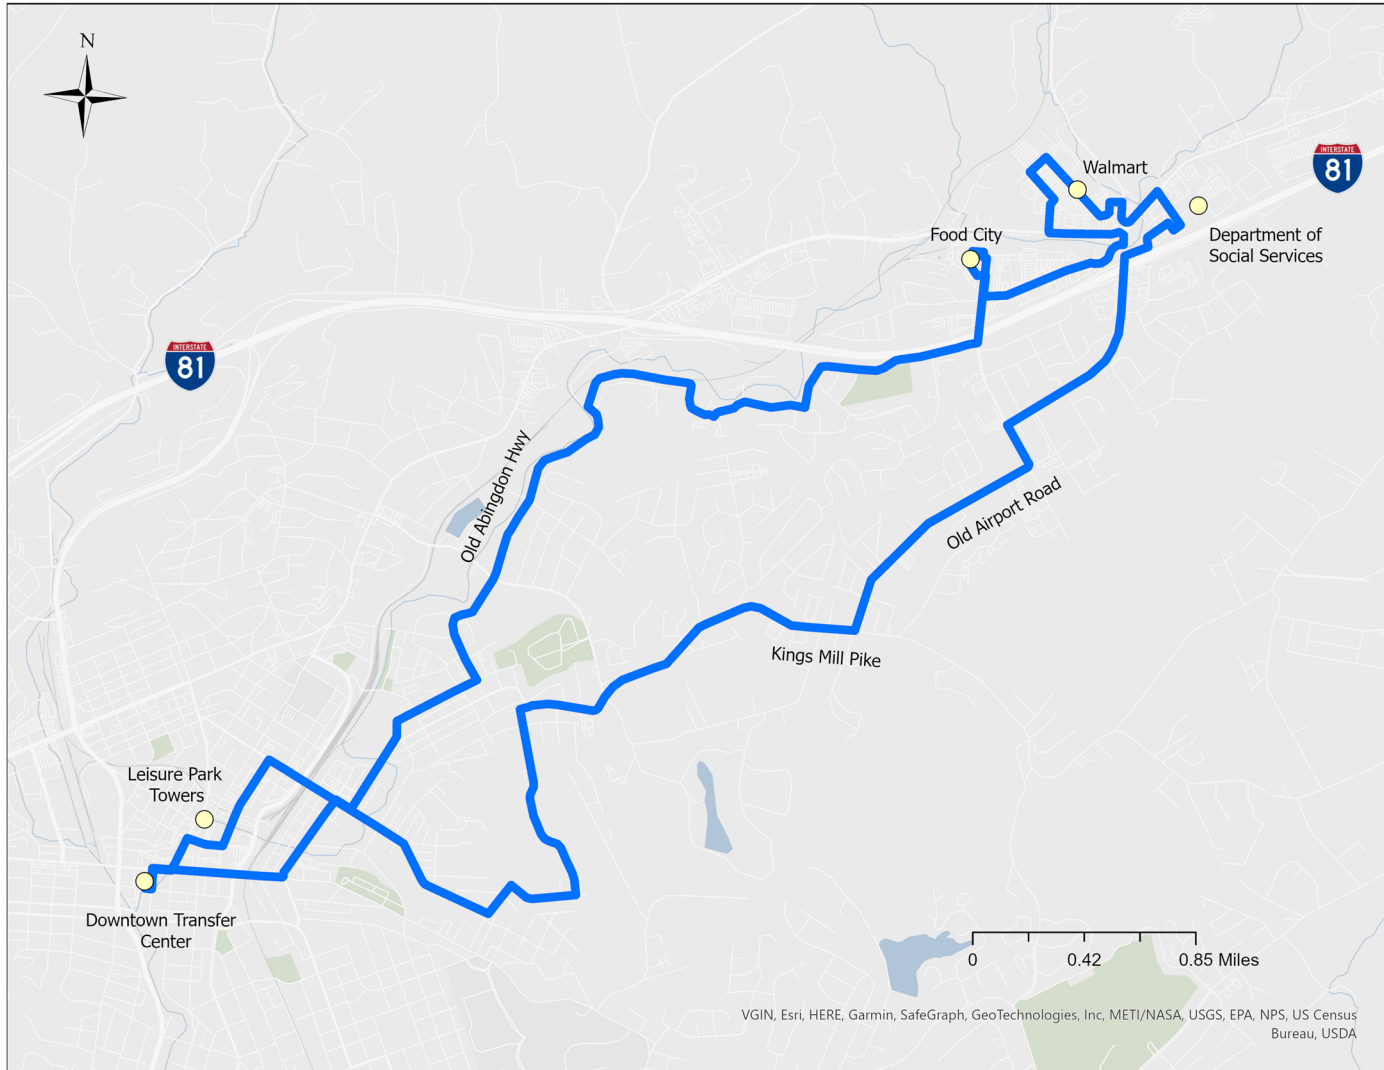 N
INTERSTATE
81
Walmart
Department of
Social Services
Food City
INTERSTATE
81
Old Abingdon Hwy
Old Airport Road
Kings Mill Pike
Leisure Park
Towers
Downtown Transfer
Center
0 0.42 0.85 Miles
VGIN, Esri, HERE, Garmin, SafeGraph, GeoTechnologies, Inc, METI/NASA, USGS, EPA, NPS, US Census
Bureau, USDA